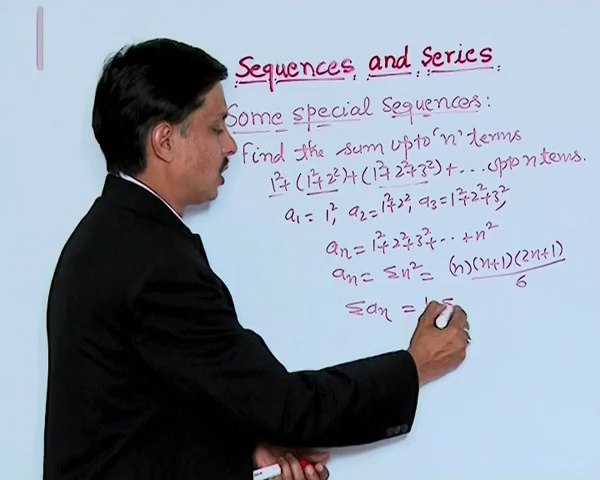 Sequences and Series
Some special sequences:
Find the sum upto 'n' terms
1²+(1²+2²)+(1²+2²+3²)+... upto n tems.
a₁=1², a₂=1²+2², a₃=1²+2²+3²,
aₙ=1²+2²+3²+...+n²
aₙ=Σn²=(n)(n+1)(2n+1)/6
Σaₙ=